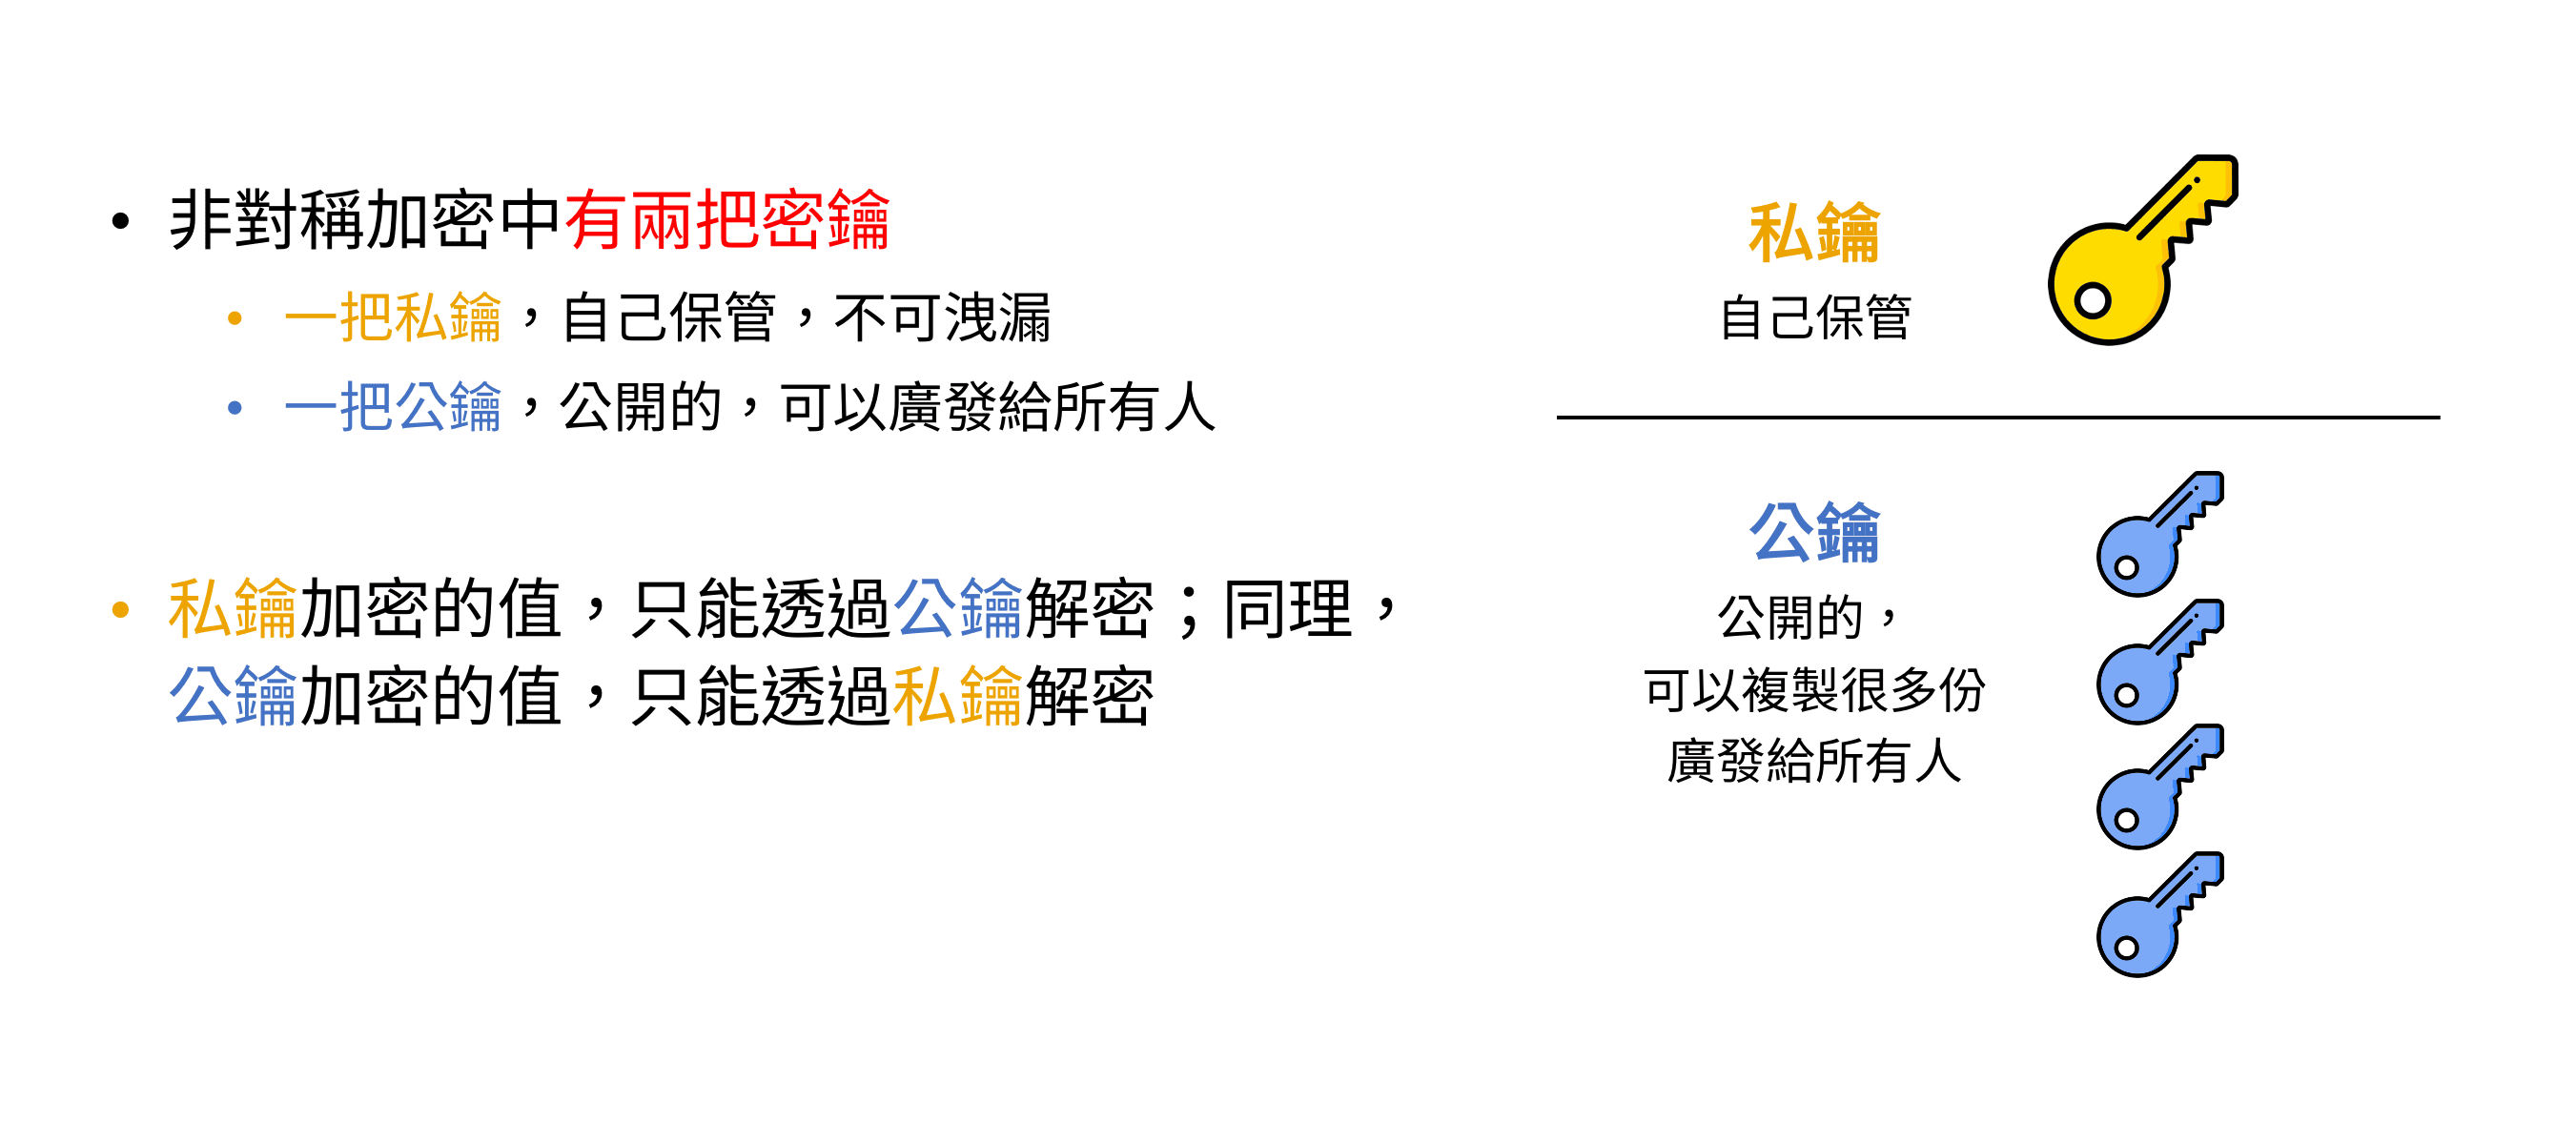 • 非對稱加密中有兩把密鑰
• 一把私鑰，自己保管，不可洩漏
• 一把公鑰，公開的，可以廣發給所有人
• 私鑰加密的值，只能透過公鑰解密；同理，
公鑰加密的值，只能透過私鑰解密
私鑰
自己保管
公鑰
公開的，
可以複製很多份
廣發給所有人